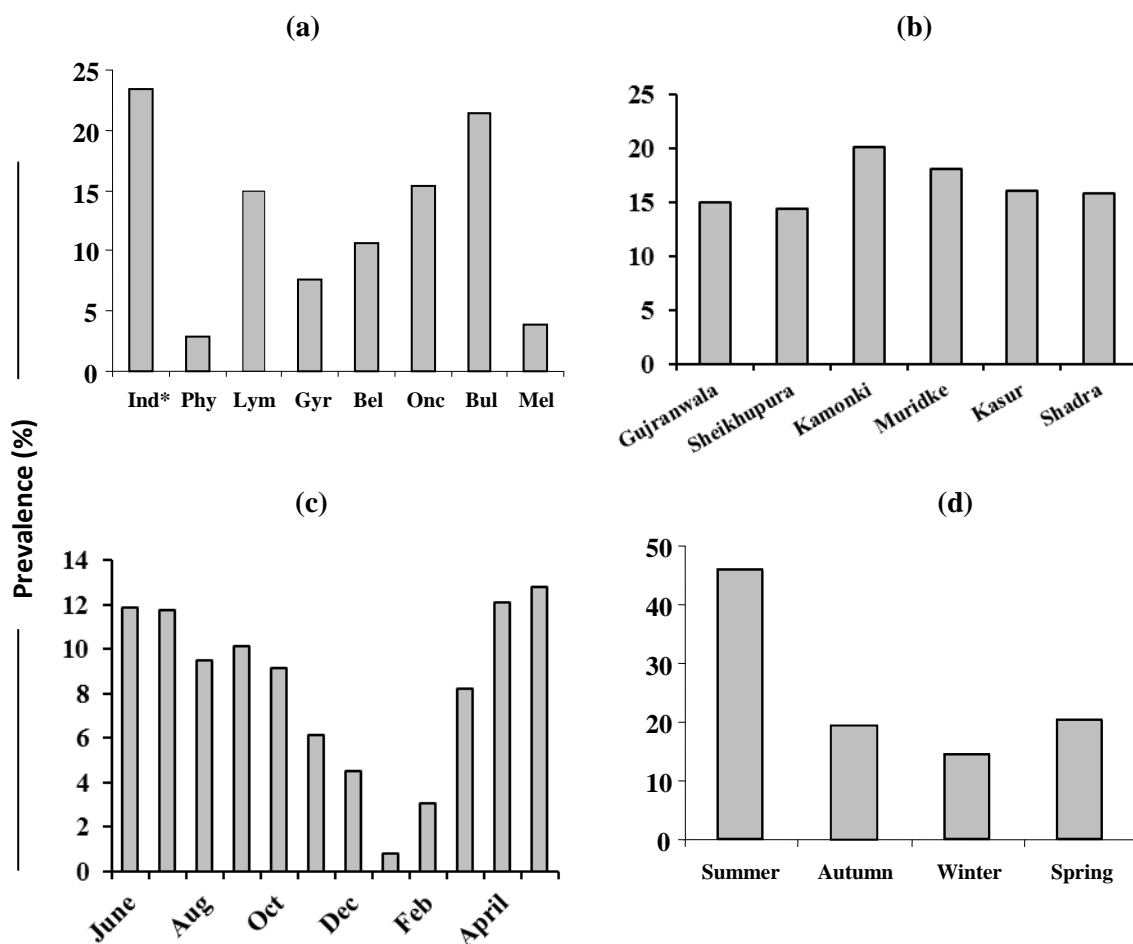 (a)
25
20
15
10
5
0
Ind* Phy Lym Gyr Bel Onc Bul Mel
(b)
25
20
15
10
5
0
Gujranwala Sheikhupura Kamonki Muridke Kasur Shadra
Prevalence (%)
(c)
14
12
10
8
6
4
2
0
June Aug Oct Dec Feb April
(d)
50
40
30
20
10
0
Summer Autumn Winter Spring